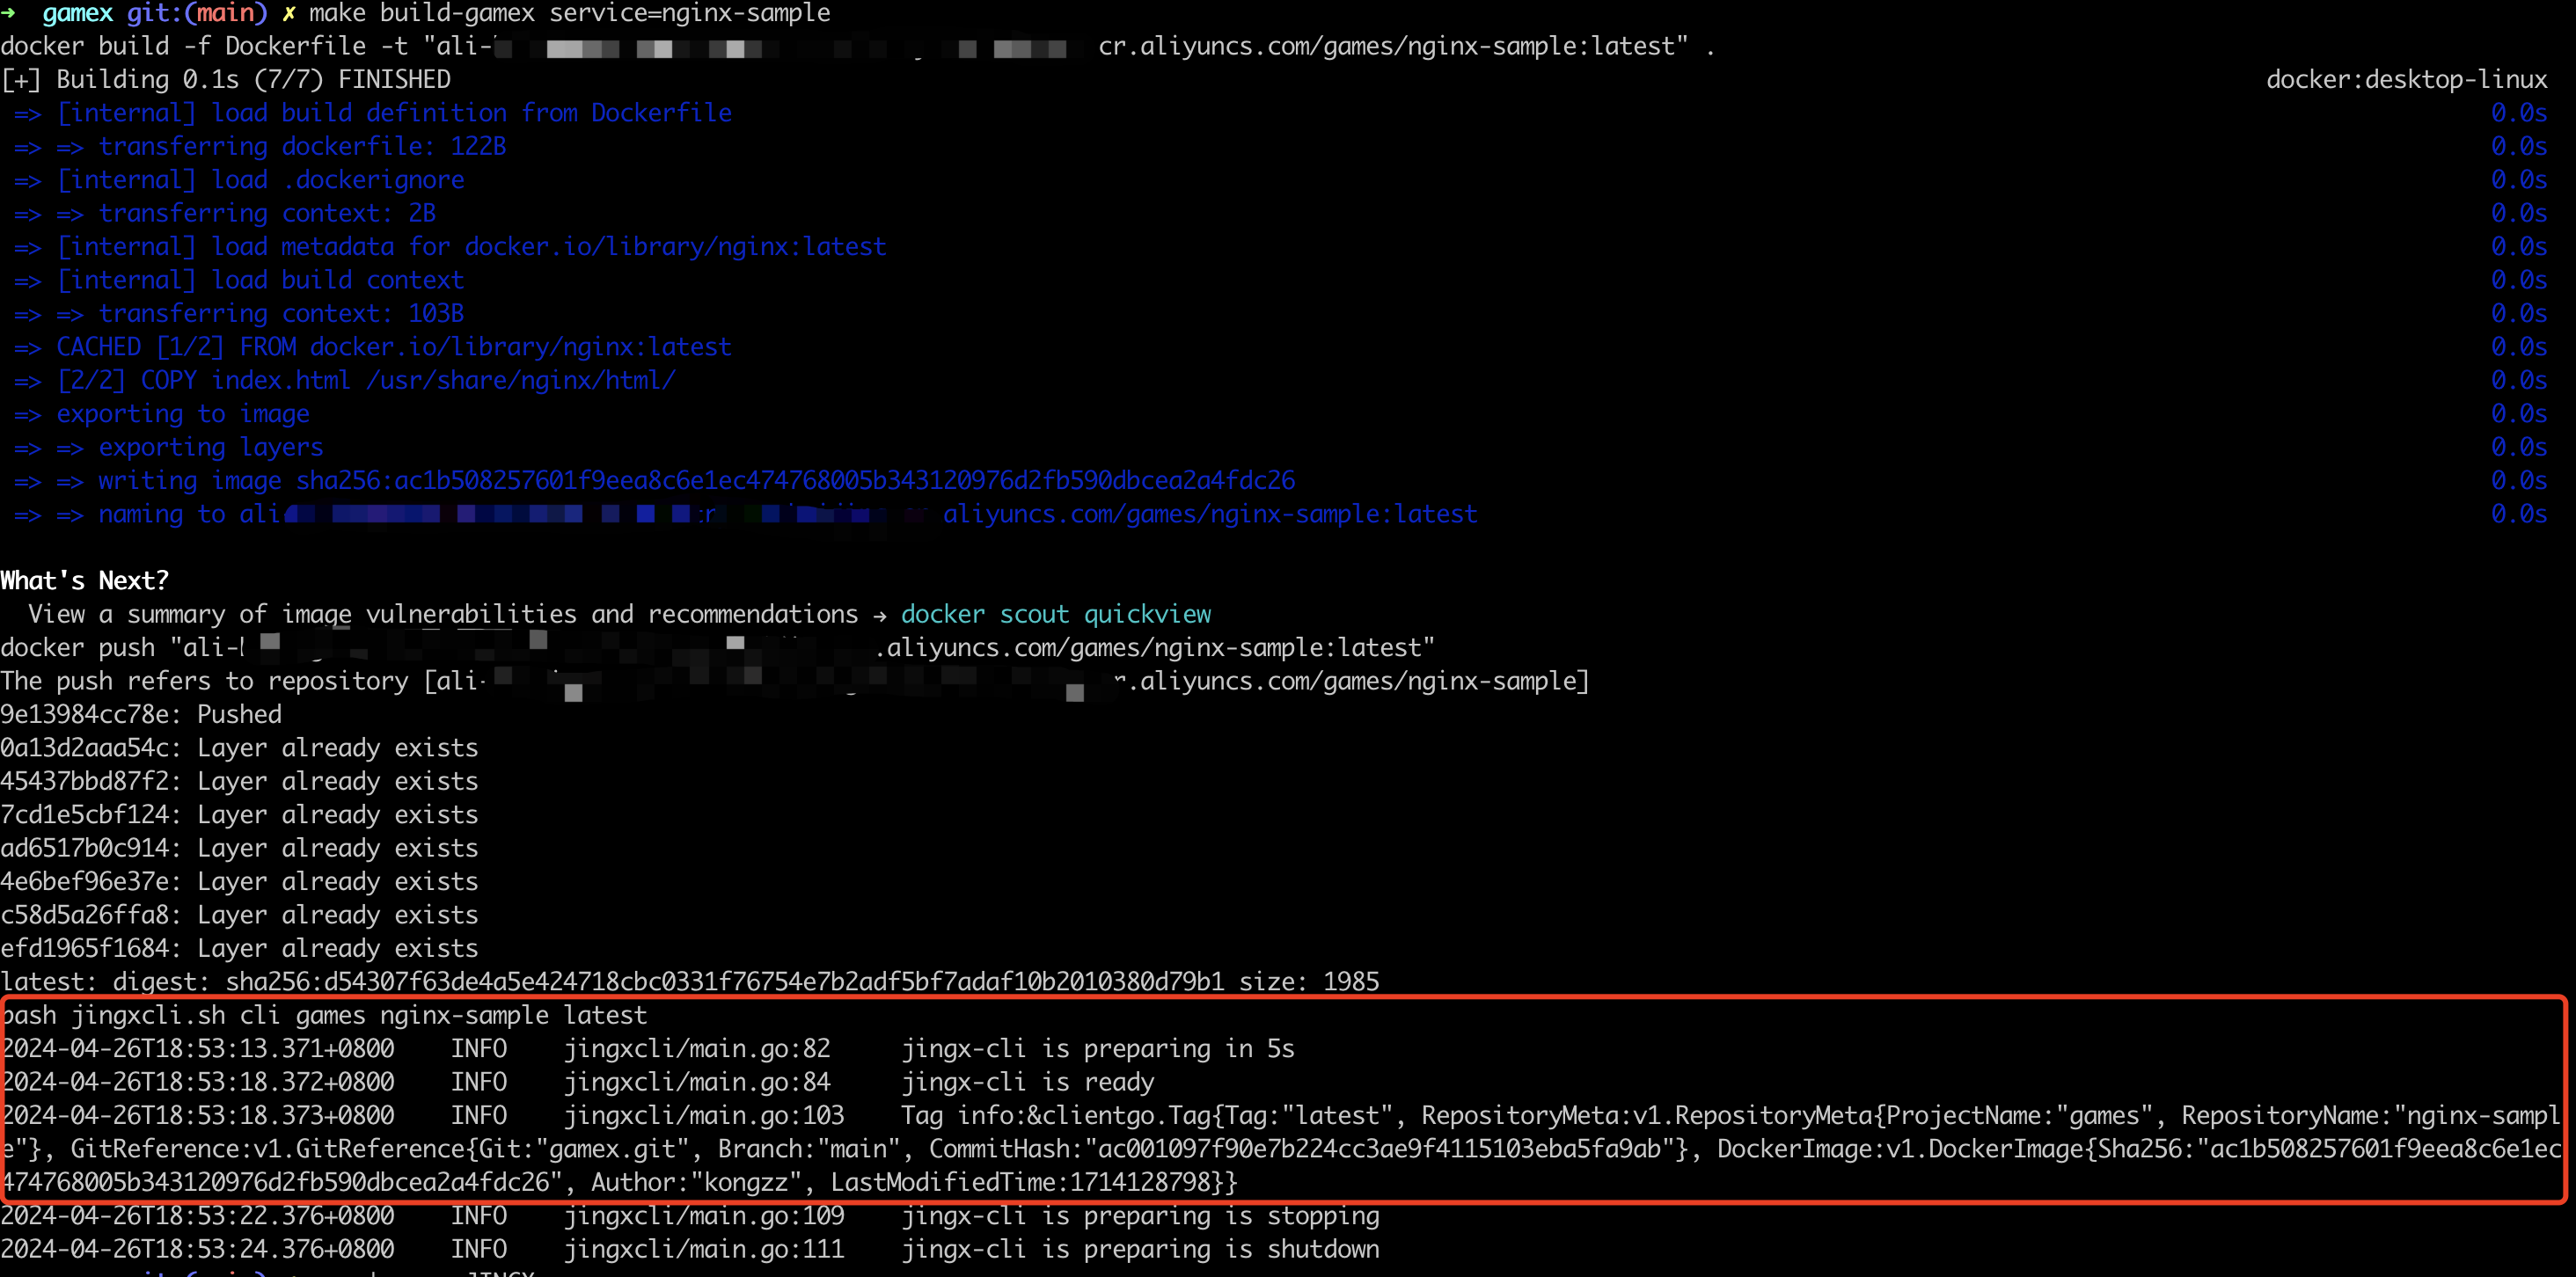 → gamex git:(main) ✗ make build-gamex service=nginx-sample
docker build -f Dockerfile -t "ali- cr.aliyuncs.com/games/nginx-sample:latest" .
[+] Building 0.1s (7/7) FINISHED docker:desktop-linux
=> [internal] load build definition from Dockerfile 0.0s
=> => transferring dockerfile: 122B 0.0s
=> [internal] load .dockerignore 0.0s
=> => transferring context: 2B 0.0s
=> [internal] load metadata for docker.io/library/nginx:latest 0.0s
=> [internal] load build context 0.0s
=> => transferring context: 103B 0.0s
=> CACHED [1/2] FROM docker.io/library/nginx:latest 0.0s
=> [2/2] COPY index.html /usr/share/nginx/html/ 0.0s
=> exporting to image 0.0s
=> => exporting layers 0.0s
=> => writing image sha256:ac1b508257601f9eea8c6e1ec474768005b343120976d2fb590dbcea2a4fdc26 0.0s
=> => naming to ali aliyuncs.com/games/nginx-sample:latest 0.0s
What's Next?
View a summary of image vulnerabilities and recommendations → docker scout quickview
docker push "ali- .aliyuncs.com/games/nginx-sample:latest"
The push refers to repository [ali- r.aliyuncs.com/games/nginx-sample]
9e13984cc78e: Pushed
0a13d2aaa54c: Layer already exists
45437bbd87f2: Layer already exists
7cd1e5cbf124: Layer already exists
ad6517b0c914: Layer already exists
4e6bef96e37e: Layer already exists
c58d5a26ffa8: Layer already exists
efd1965f1684: Layer already exists
latest: digest: sha256:d54307f63de4a5e424718cbc0331f76754e7b2adf5bf7adaf10b2010380d79b1 size: 1985
bash jingxcli.sh cli games nginx-sample latest
2024-04-26T18:53:13.371+0800 INFO jingxcli/main.go:82 jingx-cli is preparing in 5s
2024-04-26T18:53:18.372+0800 INFO jingxcli/main.go:84 jingx-cli is ready
2024-04-26T18:53:18.373+0800 INFO jingxcli/main.go:103 Tag info:&clientgo.Tag{Tag:"latest", RepositoryMeta:v1.RepositoryMeta{ProjectName:"games", RepositoryName:"nginx-sampl
e"}, GitReference:v1.GitReference{Git:"gamex.git", Branch:"main", CommitHash:"ac001097f90e7b224cc3ae9f4115103eba5fa9ab"}, DockerImage:v1.DockerImage{Sha256:"ac1b508257601f9eea8c6e1ec
474768005b343120976d2fb590dbcea2a4fdc26", Author:"kongzz", LastModifiedTime:1714128798}}
2024-04-26T18:53:22.376+0800 INFO jingxcli/main.go:109 jingx-cli is preparing is stopping
2024-04-26T18:53:24.376+0800 INFO jingxcli/main.go:111 jingx-cli is preparing is shutdown